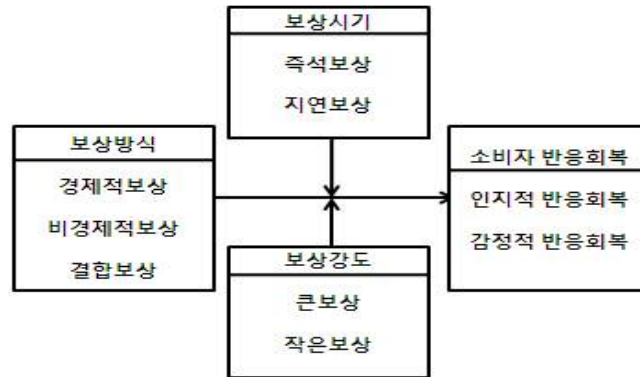 보상시기
즉석보상
지연보상
보상방식
경제적보상
비경제적보상
결합보상
소비자 반응회복
인지적 반응회복
감정적 반응회복
보상강도
큰보상
작은보상